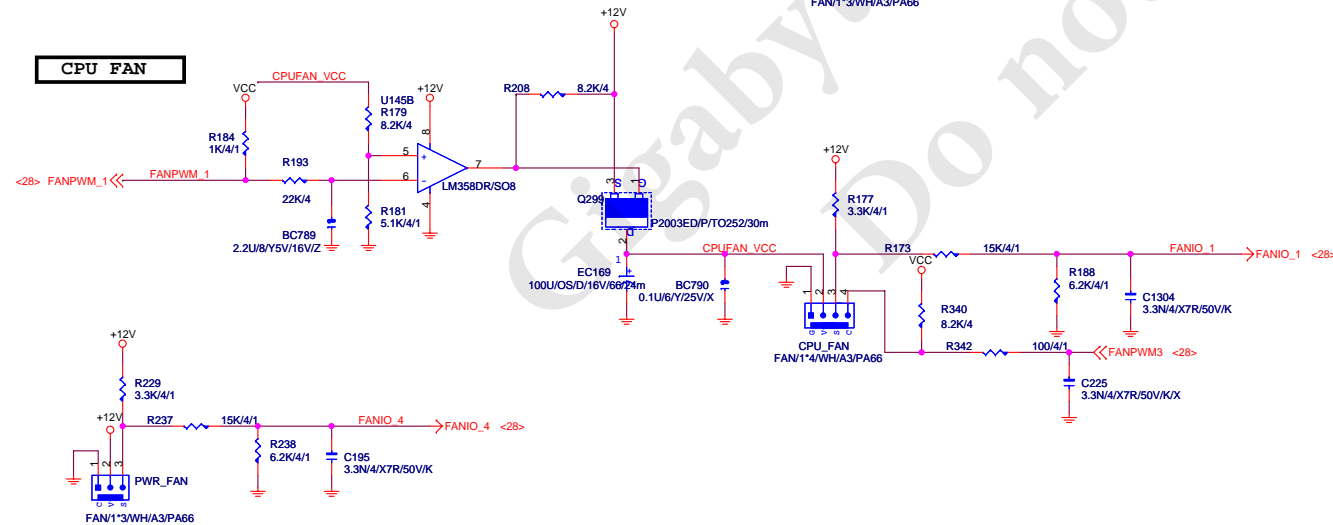 FAN/1*3/WH/A3/PA66
+12V
CPU FAN
CPUFAN_VCC
VCC
+12V
R208
8.2K/4
U145B
R179
8.2K/4
8
R184
1K/4/1
5
+
7
FANPWM_1
R193
6
-
LM358DR/SO8
<28>
FANPWM_1
22K/4
4
R181
5.1K/4/1
BC789
2.2U/8/Y5V/16V/Z
3
S
G
1
Q299
P2003ED/P/TO252/30m
2
+12V
R177
3.3K/4/1
CPUFAN_VCC
R173
15K/4/1
FANIO_1
FANIO_1
<28>
VCC
1
+
EC169
100U/OS/D/16V/66/24m
BC790
0.1U/6/Y/25V/X
R188
6.2K/4/1
C1304
3.3N/4/X7R/50V/K
1
2
3
4
G
V
S
C
R340
8.2K/4
CPU_FAN
FAN/1*4/WH/A3/PA66
R342
100/4/1
FANPWM3
<28>
C225
3.3N/4/X7R/50V/K/X
+12V
R229
3.3K/4/1
+12V
R237
15K/4/1
FANIO_4
FANIO_4
<28>
R238
6.2K/4/1
C195
3.3N/4/X7R/50V/K
1
2
3
C
V
S
PWR_FAN
FAN/1*3/WH/A3/PA66
Gigaby
Do no